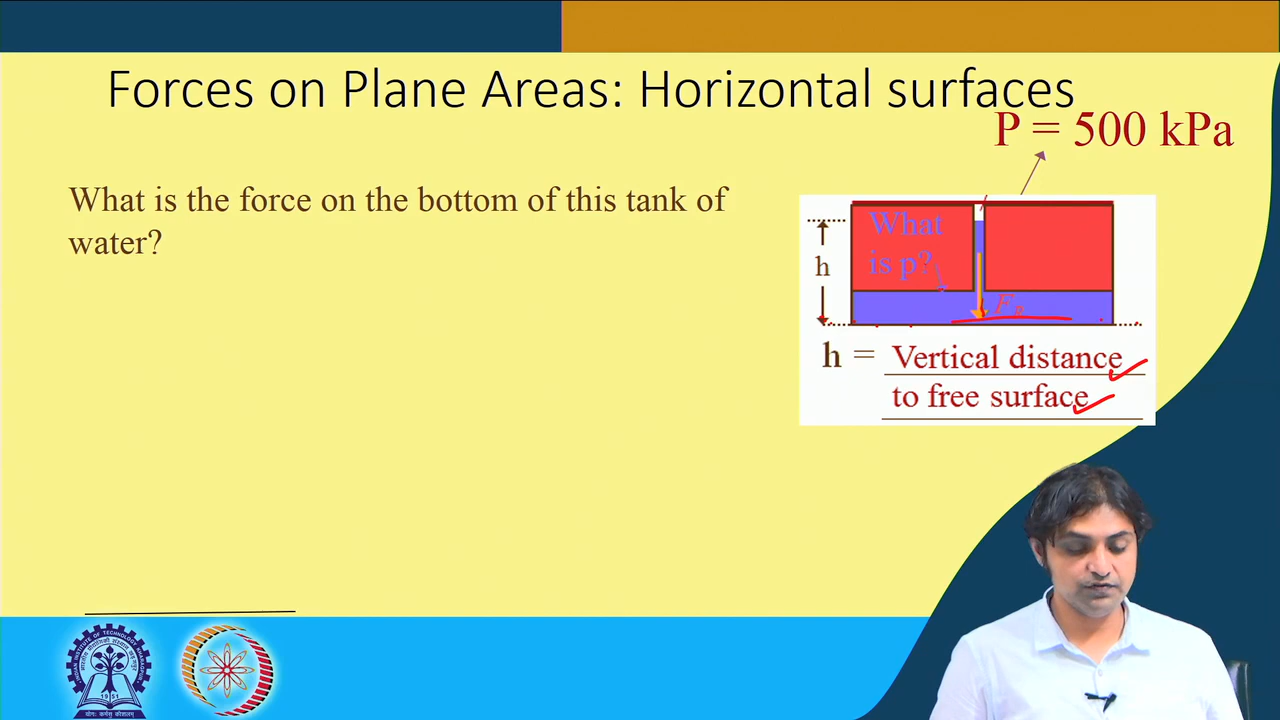 Forces on Plane Areas: Horizontal surfaces
P = 500 kPa
What is the force on the bottom of this tank of
water?
What
is p?
h
h = Vertical distance
to free surface
1951